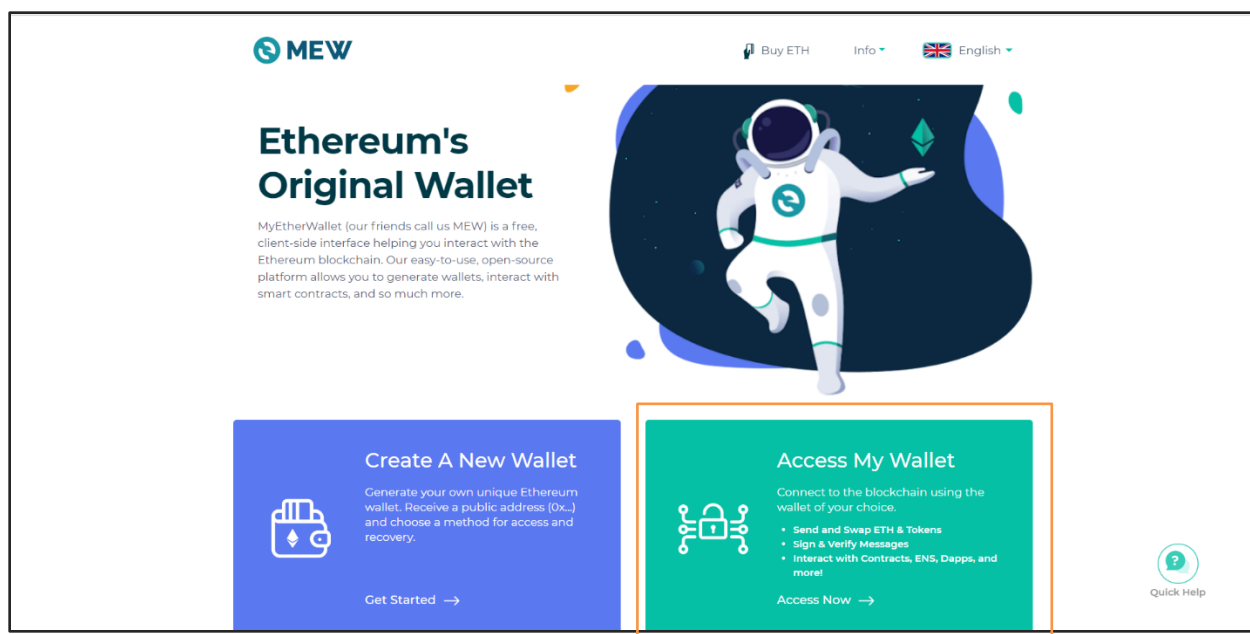 MEW
Buy ETH
Info
English
Ethereum's
Original Wallet
MyEtherWallet (our friends call us MEW) is a free,
client-side interface helping you interact with the
Ethereum blockchain. Our easy-to-use, open-source
platform allows you to generate wallets, interact with
smart contracts, and so much more.
Create A New Wallet
Generate your own unique Ethereum
wallet. Receive a public address (0x...)
and choose a method for access and
recovery.
Get Started →
Access My Wallet
Connect to the blockchain using the
wallet of your choice.
• Send and Swap ETH & Tokens
• Sign & Verify Messages
• Interact with Contracts, ENS, Dapps, and
more!
Access Now →
?
Quick Help